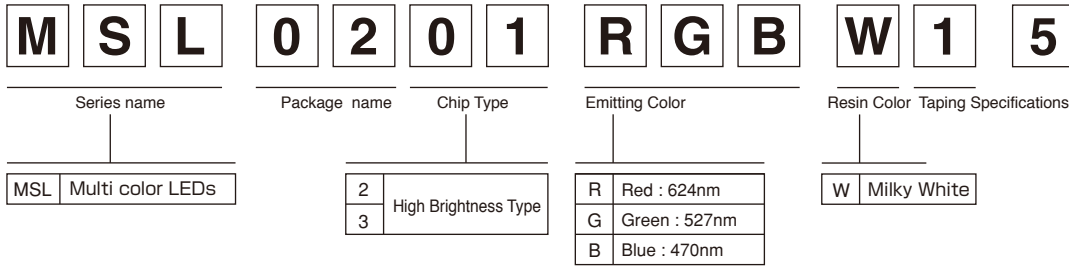 M S L 0 2 0 1 R G B W 1 5
Series name Package name Chip Type Emitting Color Resin Color Taping Specifications
MSL Multi color LEDs
2
3
High Brightness Type
R Red : 624nm
G Green : 527nm
B Blue : 470nm
W Milky White